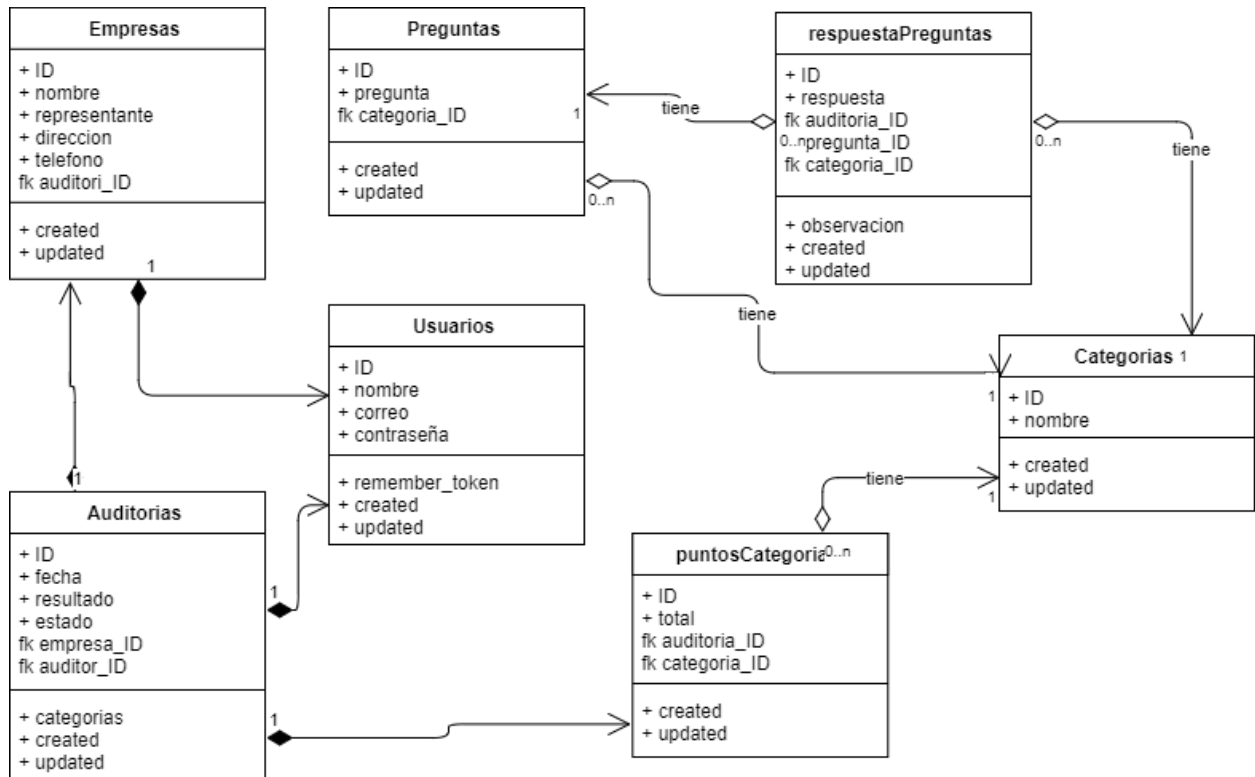 Empresas
+ ID
+ nombre
+ representante
+ direccion
+ telefono
fk auditori_ID
+ created
+ updated
1
Preguntas
+ ID
+ pregunta
fk categoria_ID
1
+ created
+ updated
0..n
tiene
respuestaPreguntas
+ ID
+ respuesta
fk auditoria_ID
0..n
pregunta_ID
fk categoria_ID
+ observacion
+ created
+ updated
0..n
tiene
tiene
Usuarios
+ ID
+ nombre
+ correo
+ contraseña
+ remember_token
+ created
+ updated
Categorias 1
+ ID
+ nombre
1
+ created
+ updated
1
tiene
1
Auditorias
+ ID
+ fecha
+ resultado
+ estado
fk empresa_ID
fk auditor_ID
1
+ categorias
+ created
+ updated
1
puntosCategoria
0..n
+ ID
+ total
fk auditoria_ID
fk categoria_ID
+ created
+ updated